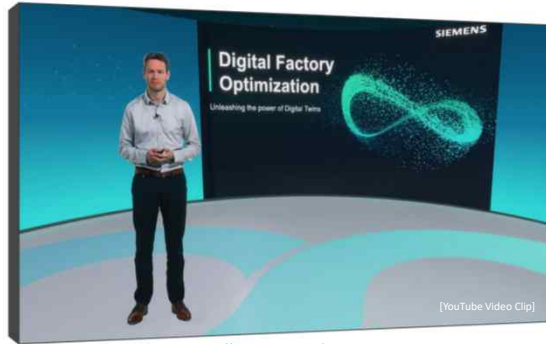 SIEMENS
Digital Factory
Optimization
Unleashing the power of Digital Twins
[YouTube Video Clip]